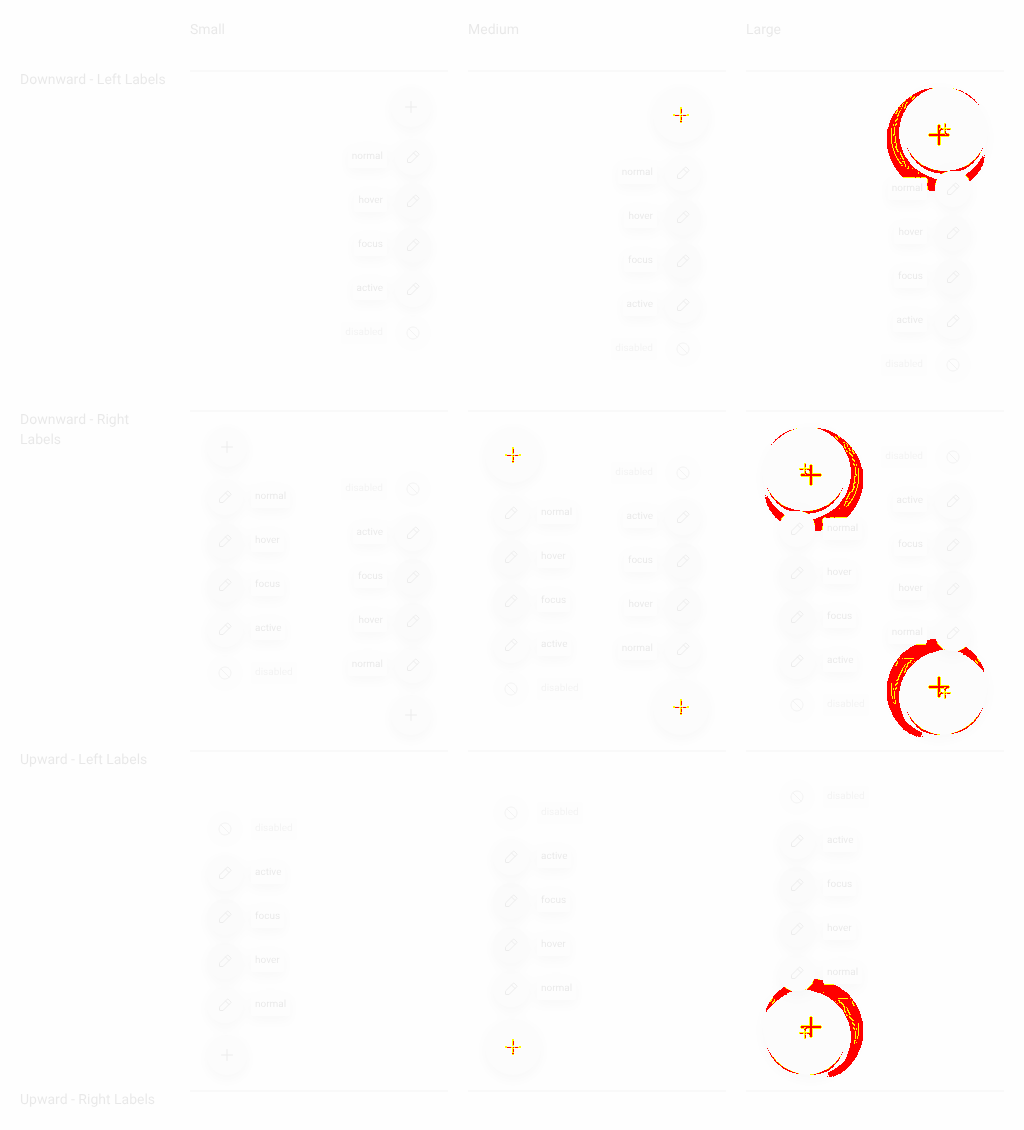 Small Medium Large
Downward - Left Labels
normal
normal
normal
hover
hover
hover
focus
focus
focus
active
active
active
disabled
disabled
disabled
Downward - Right
Labels
disabled
disabled
normal disabled normal active
active normal
hover active hover focus
focus hover
focus focus focus hover
hover normal
active normal active active
disabled disabled disabled
Upward - Left Labels
disabled
disabled
disabled
active
active
active
focus
focus
focus
hover
hover
hover
normal
normal
normal
Upward - Right Labels